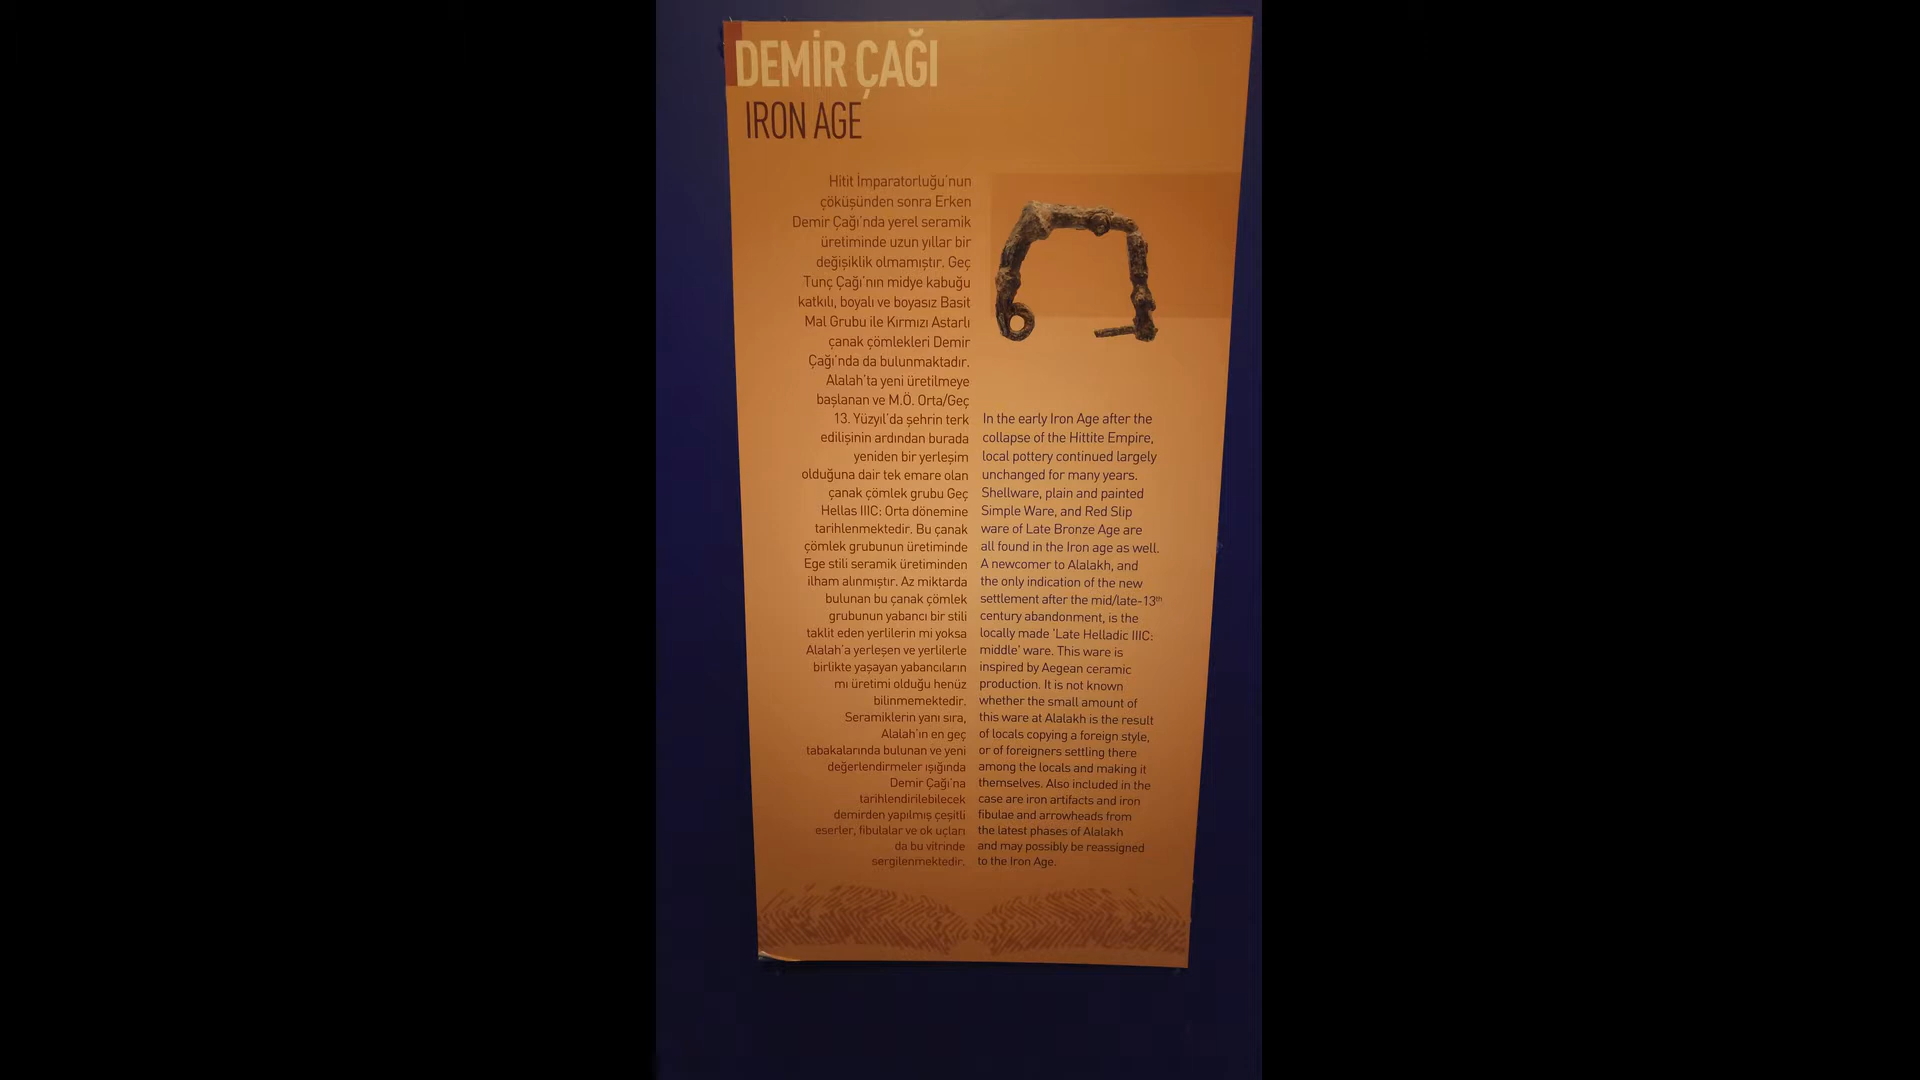 DEMİR ÇAĞI
IRON AGE
Hitit İmparatorluğu'nun
çöküşünden sonra Erken
Demir Çağı'nda yerel seramik
üretiminde uzun yıllar bir
değişiklik olmamıştır. Geç
Tunç Çağı'nın midye kabuğu
katkılı, boyalı ve boyasız Basit
Mal Grubu ile Kırmızı Astarlı
çanak çömlekleri Demir
Çağı'nda da bulunmaktadır.
Alalah'ta yeni üretilmeye
başlanan ve M.Ö. Orta/Geç
13. Yüzyıl'da şehrin terk
edilişinin ardından burada
yeniden bir yerleşim
olduğuna dair tek emare olan
çanak çömlek grubu Geç
Hellas IIIC: Orta dönemine
tarihlenmektedir. Bu çanak
çömlek grubunun üretiminde
Ege stili seramik üretiminden
ilham alınmıştır. Az miktarda
bulunan bu çanak çömlek
grubunun yabancı bir stili
taklit eden yerlilerin mi yoksa
Alalah'a yerleşen ve yerlilerle
birlikte yaşayan yabancıların
mı üretimi olduğu henüz
bilinmemektedir.
Seramiklerin yanı sıra,
Alalah'ın en geç
tabakalarında bulunan ve yeni
değerlendirmeler ışığında
Demir Çağı'na
tarihlendirilebilecek
demirden yapılmış çeşitli
eserler, fibulalar ve ok uçları
da bu vitrinde
sergilenmektedir.
In the early Iron Age after the
collapse of the Hittite Empire,
local pottery continued largely
unchanged for many years.
Shellware, plain and painted
Simple Ware, and Red Slip
ware of Late Bronze Age are
all found in the Iron age as well.
A newcomer to Alalakh, and
the only indication of the new
settlement after the mid/late-13th
century abandonment, is the
locally made 'Late Helladic IIIC:
middle' ware. This ware is
inspired by Aegean ceramic
production. It is not known
whether the small amount of
this ware at Alalakh is the result
of locals copying a foreign style,
or of foreigners settling there
among the locals and making it
themselves. Also included in the
case are iron artifacts and iron
fibulae and arrowheads from
the latest phases of Alalakh
and may possibly be reassigned
to the Iron Age.